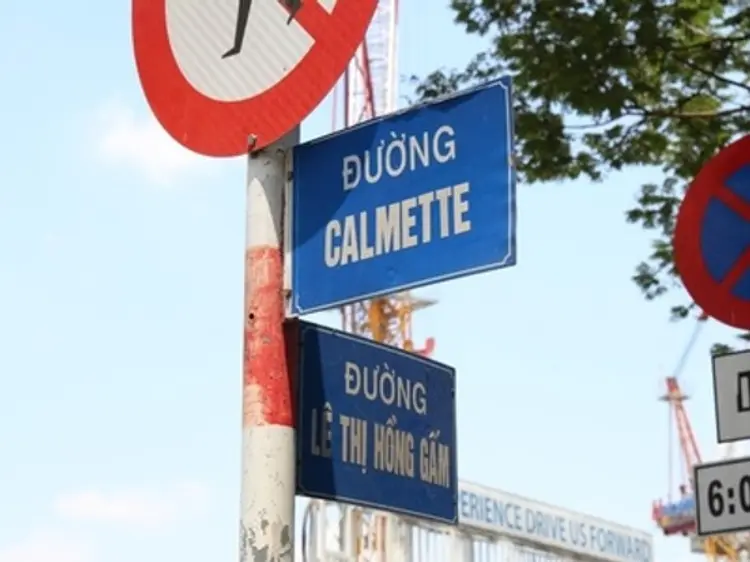 ĐƯỜNG
CALMETTE
ĐƯỜNG
LÊ THỊ HỒNG GẤM
ERIENCE DRIVE US FORWARD
6:0